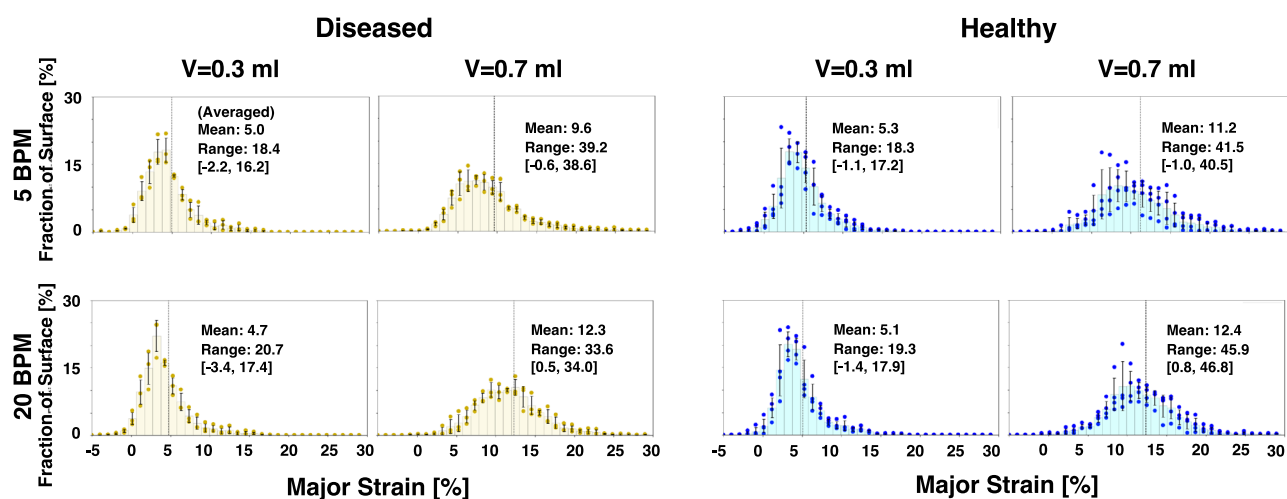 Diseased
Healthy
V=0.3 ml
V=0.7 ml
V=0.3 ml
V=0.7 ml
5 BPM
Fraction of Surface [%]
30
15
0
(Averaged)
Mean: 5.0
Range: 18.4
[-2.2, 16.2]
Mean: 9.6
Range: 39.2
[-0.6, 38.6]
Mean: 5.3
Range: 18.3
[-1.1, 17.2]
Mean: 11.2
Range: 41.5
[-1.0, 40.5]
20 BPM
Fraction of Surface [%]
30
15
0
Mean: 4.7
Range: 20.7
[-3.4, 17.4]
Mean: 12.3
Range: 33.6
[0.5, 34.0]
Mean: 5.1
Range: 19.3
[-1.4, 17.9]
Mean: 12.4
Range: 45.9
[0.8, 46.8]
-5 0 5 10 15 20 25 30
0 5 10 15 20 25 30
-5 0 5 10 15 20 25 30
0 5 10 15 20 25 30
Major Strain [%]
Major Strain [%]